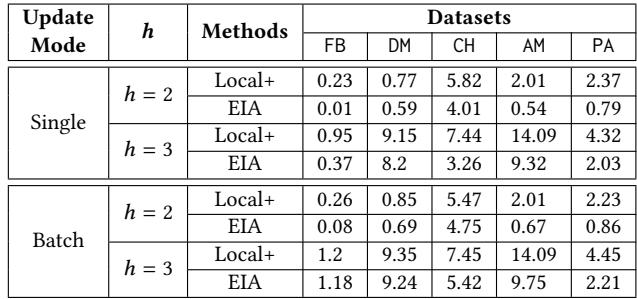 Update Mode h Methods Datasets
FB DM CH AM PA
Single h = 2 Local+ 0.23 0.77 5.82 2.01 2.37
EIA 0.01 0.59 4.01 0.54 0.79
h = 3 Local+ 0.95 9.15 7.44 14.09 4.32
EIA 0.37 8.2 3.26 9.32 2.03
Batch h = 2 Local+ 0.26 0.85 5.47 2.01 2.23
EIA 0.08 0.69 4.75 0.67 0.86
h = 3 Local+ 1.2 9.35 7.45 14.09 4.45
EIA 1.18 9.24 5.42 9.75 2.21